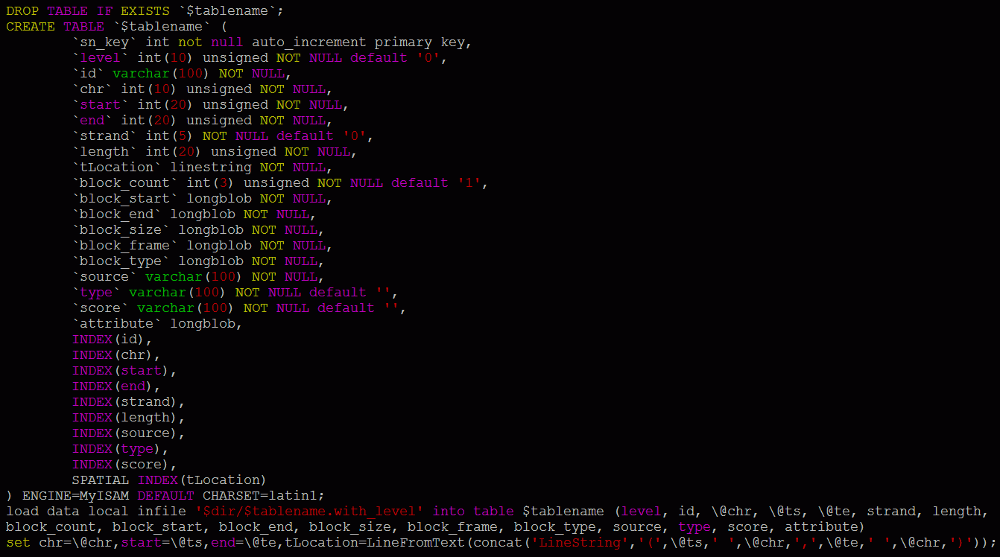 DROP TABLE IF EXISTS `$tablename`;
CREATE TABLE `$tablename` (
`sn_key` int not null auto_increment primary key,
`level` int(10) unsigned NOT NULL default '0',
`id` varchar(100) NOT NULL,
`chr` int(10) unsigned NOT NULL,
`start` int(20) unsigned NOT NULL,
`end` int(20) unsigned NOT NULL,
`strand` int(5) NOT NULL default '0',
`length` int(20) unsigned NOT NULL,
`tLocation` linestring NOT NULL,
`block_count` int(3) unsigned NOT NULL default '1',
`block_start` longblob NOT NULL,
`block_end` longblob NOT NULL,
`block_size` longblob NOT NULL,
`block_frame` longblob NOT NULL,
`block_type` longblob NOT NULL,
`source` varchar(100) NOT NULL,
`type` varchar(100) NOT NULL default '',
`score` varchar(100) NOT NULL default '',
`attribute` longblob,
INDEX(id),
INDEX(chr),
INDEX(start),
INDEX(end),
INDEX(strand),
INDEX(length),
INDEX(source),
INDEX(type),
INDEX(score),
SPATIAL INDEX(tLocation)
) ENGINE=MyISAM DEFAULT CHARSET=latin1;
load data local infile '$dir/$tablename.with_level' into table $tablename (level, id, \@chr, \@ts, \@te, strand, length,
block_count, block_start, block_end, block_size, block_frame, block_type, source, type, score, attribute)
set chr=\@chr,start=\@ts,end=\@te,tLocation=LineFromText(concat('LineString','(',\@ts,' ',\@chr,',',\@te,' ',\@chr,')'));